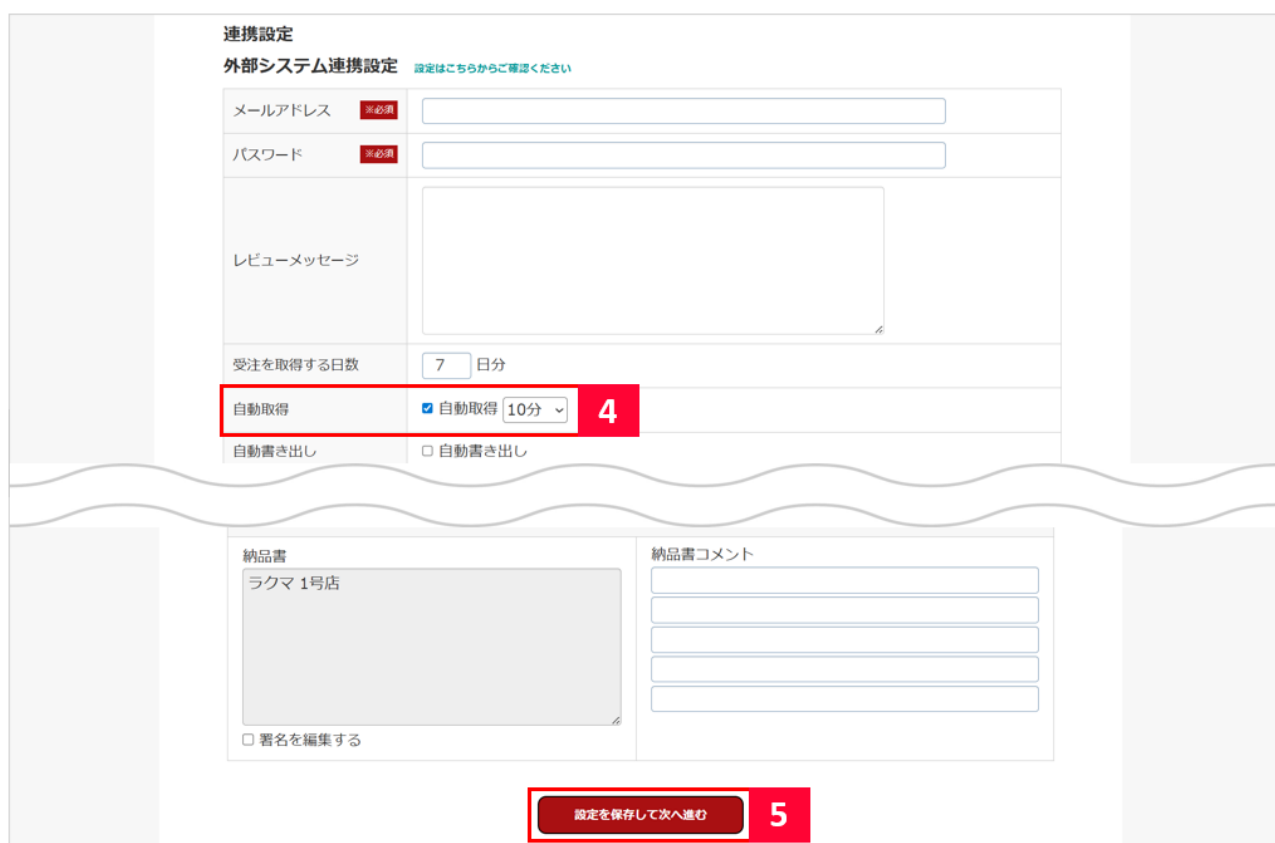 連携設定
外部システム連携設定 設定はこちらからご確認ください
メールアドレス ※必須
パスワード ※必須
レビューメッセージ
受注を取得する日数 7 日分
自動取得 自動取得 10分 4
自動書き出し 自動書き出し
納品書 納品書コメント
ラクマ 1号店
署名を編集する
設定を保存して次へ進む 5